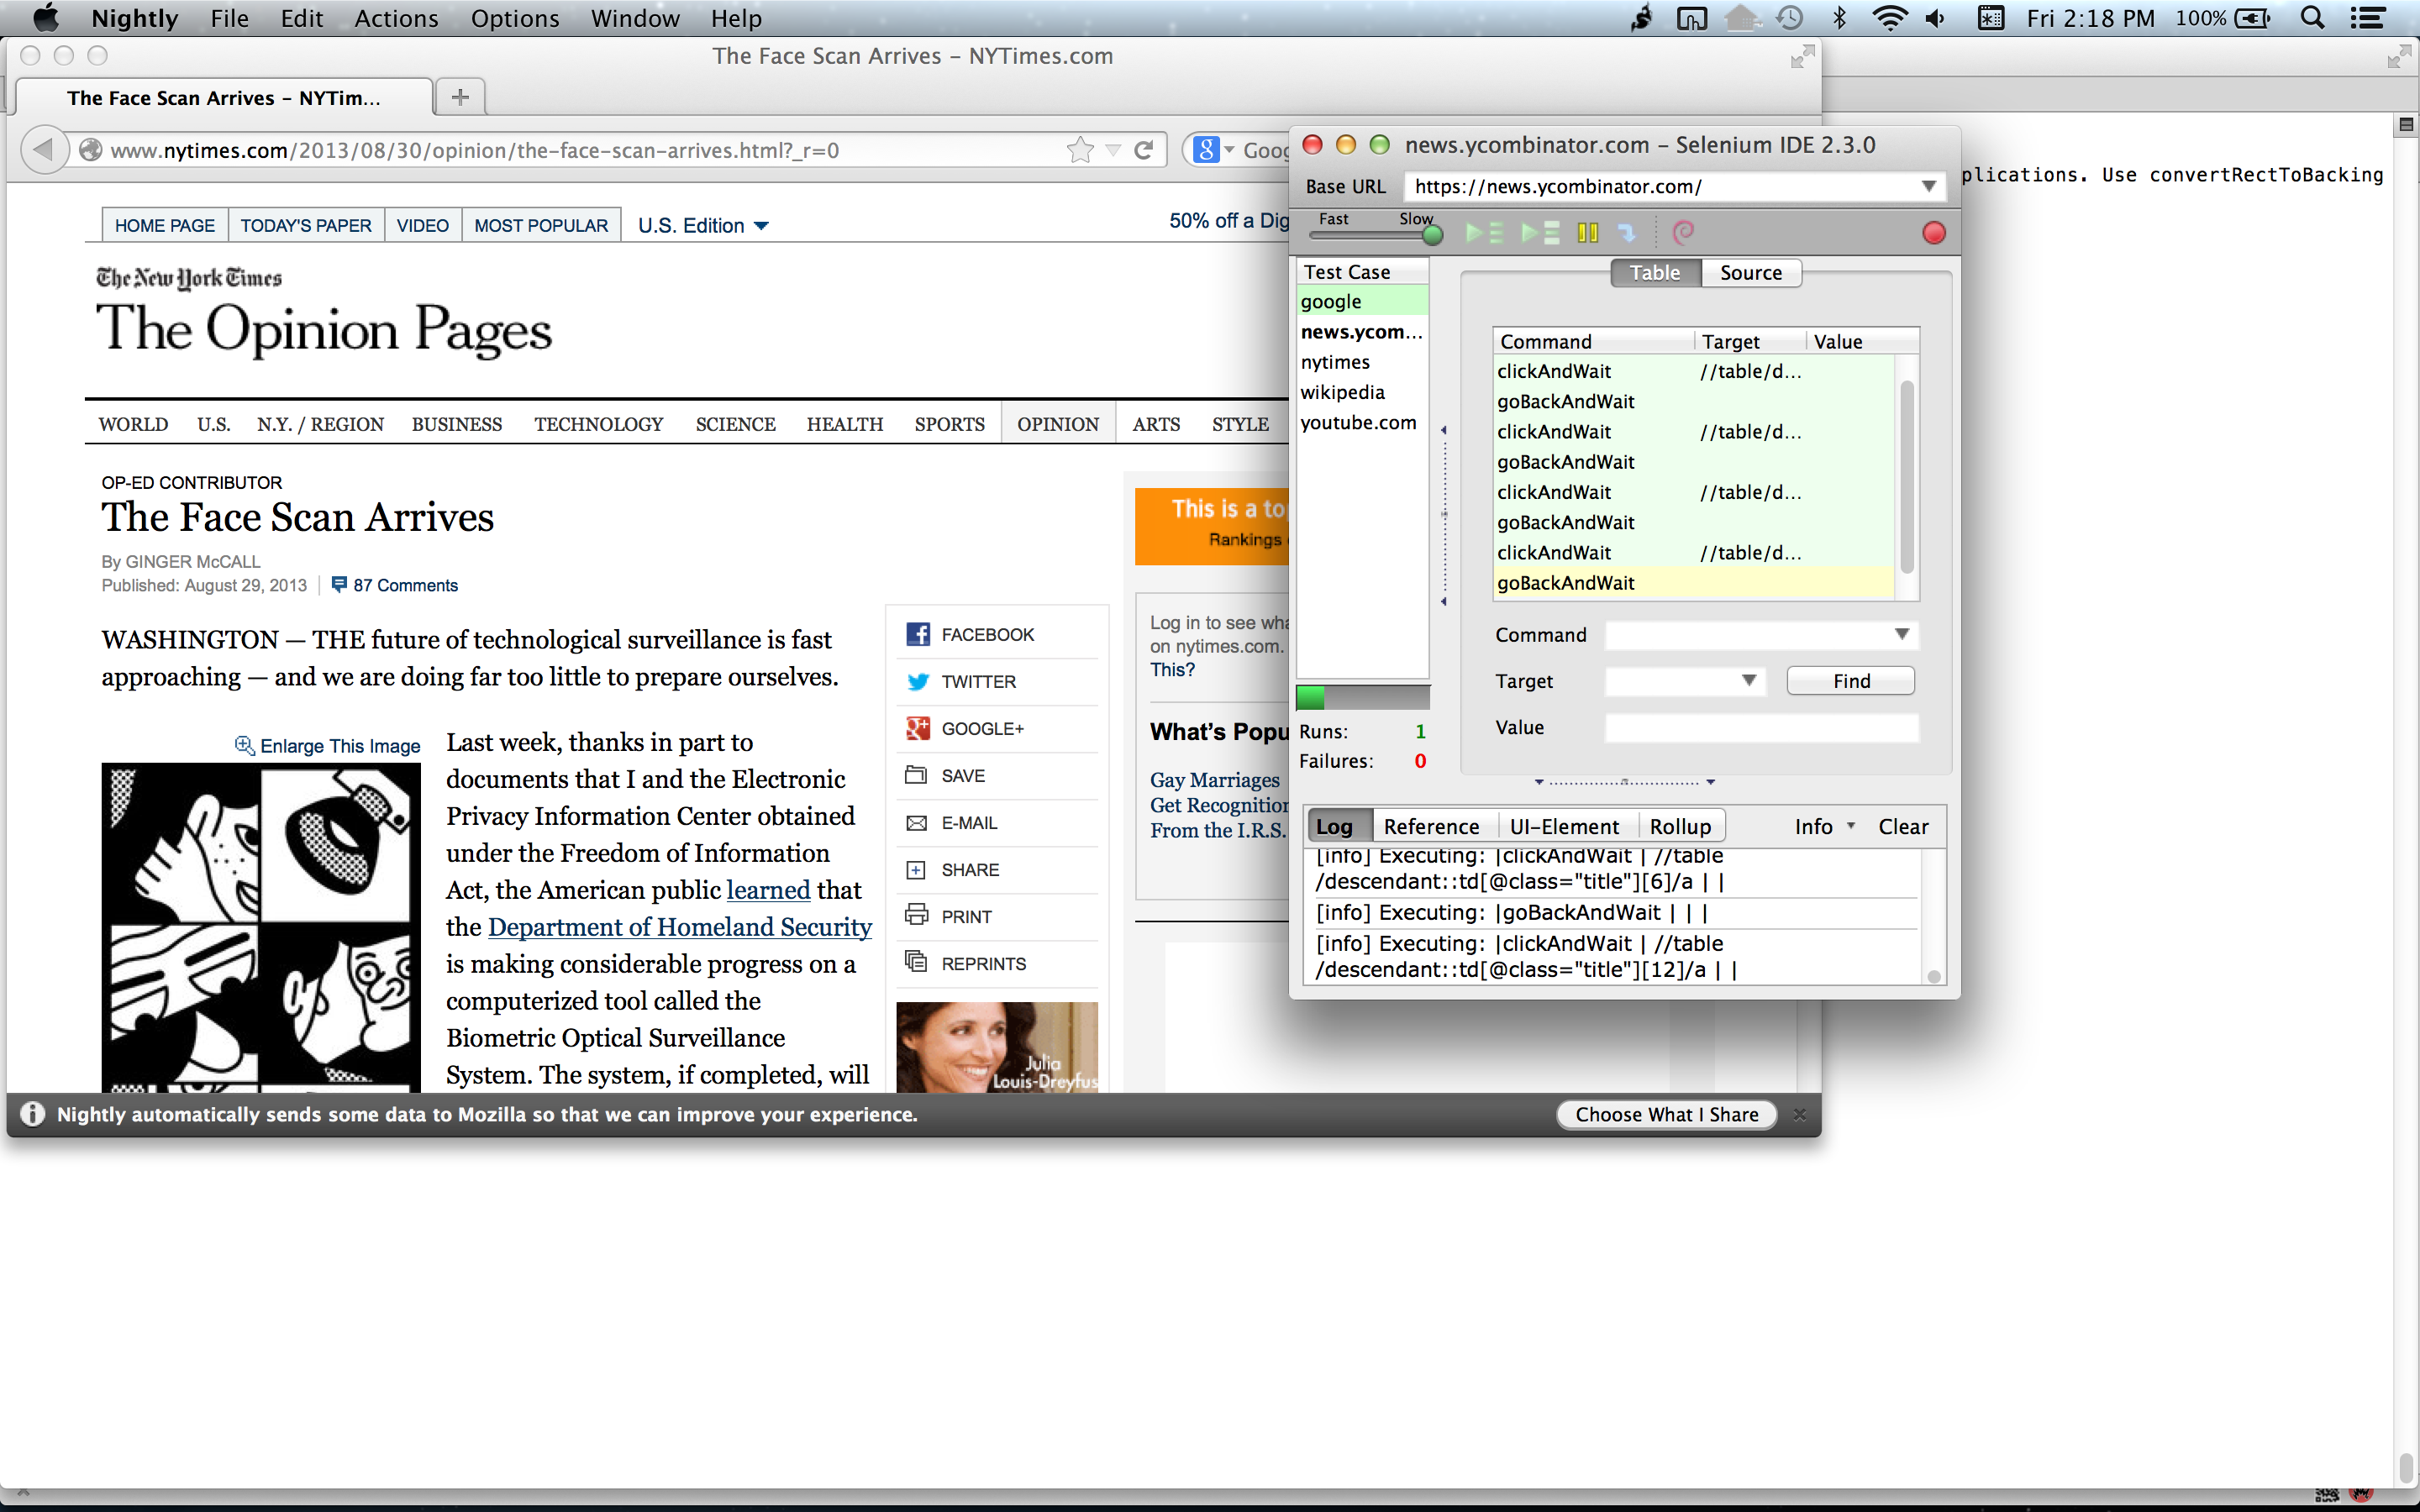 Nightly File Edit Actions Options Window Help
Fri 2:18 PM 100%
The Face Scan Arrives – NYTimes.com
The Face Scan Arrives – NYTim...
www.nytimes.com/2013/08/30/opinion/the-face-scan-arrives.html?_r=0
Goog
HOME PAGE TODAY'S PAPER VIDEO MOST POPULAR U.S. Edition
50% off a Dig
The New York Times
The Opinion Pages
WORLD U.S. N.Y. / REGION BUSINESS TECHNOLOGY SCIENCE HEALTH SPORTS OPINION ARTS STYLE
OP-ED CONTRIBUTOR
The Face Scan Arrives
By GINGER McCALL
Published: August 29, 2013 87 Comments
WASHINGTON — THE future of technological surveillance is fast
approaching — and we are doing far too little to prepare ourselves.
Enlarge This Image
Last week, thanks in part to
documents that I and the Electronic
Privacy Information Center obtained
under the Freedom of Information
Act, the American public learned that
the Department of Homeland Security
is making considerable progress on a
computerized tool called the
Biometric Optical Surveillance
System. The system, if completed, will
FACEBOOK
TWITTER
GOOGLE+
SAVE
E-MAIL
SHARE
PRINT
REPRINTS
Julia
Louis-Dreyfus
This is a to
Rankings
Log in to see wha
on nytimes.com.
This?
What's Popu
Gay Marriages
Get Recognition
From the I.R.S.
Nightly automatically sends some data to Mozilla so that we can improve your experience.
Choose What I Share
news.ycombinator.com – Selenium IDE 2.3.0
Base URL https://news.ycombinator.com/
Fast Slow
Test Case
google
news.ycom...
nytimes
wikipedia
youtube.com
Runs: 1
Failures: 0
Table Source
Command Target Value
clickAndWait //table/d...
goBackAndWait
clickAndWait //table/d...
goBackAndWait
clickAndWait //table/d...
goBackAndWait
clickAndWait //table/d...
goBackAndWait
Command
Target Find
Value
Log Reference UI-Element Rollup Info Clear
[info] Executing: |clickAndWait | //table
/descendant::td[@class="title"][6]/a | |
[info] Executing: |goBackAndWait | | |
[info] Executing: |clickAndWait | //table
/descendant::td[@class="title"][12]/a | |
plications. Use convertRectToBacking